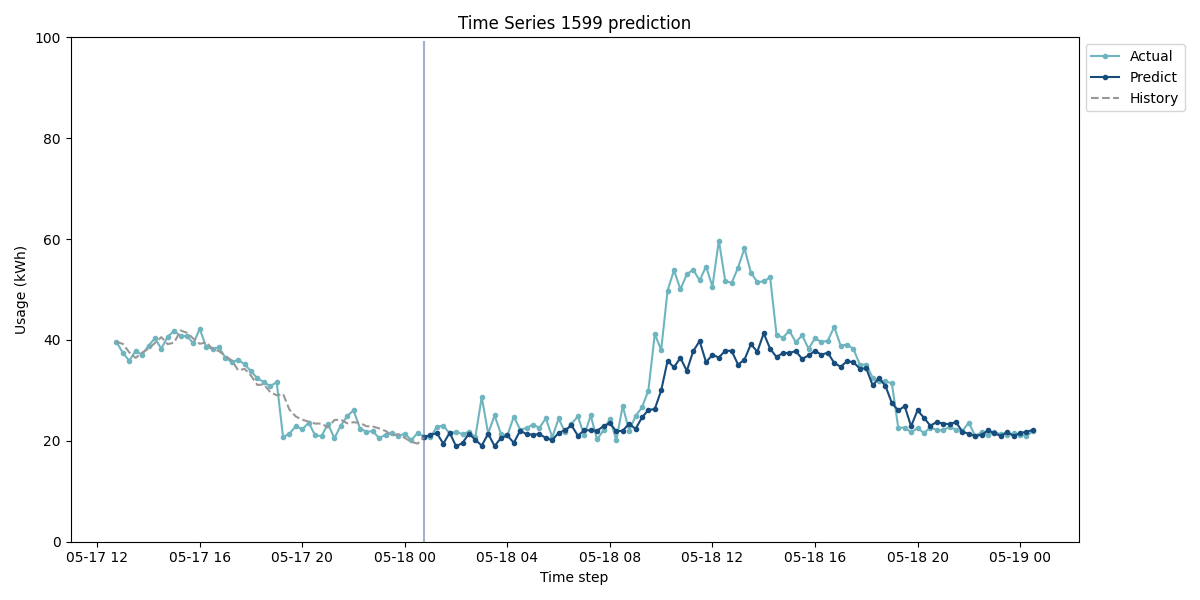 Time Series 1599 prediction
100
80
60
40
20
0
Usage (kWh)
05-17 12
05-17 16
05-17 20
05-18 00
05-18 04
05-18 08
05-18 12
05-18 16
05-18 20
05-19 00
Time step
Actual
Predict
History